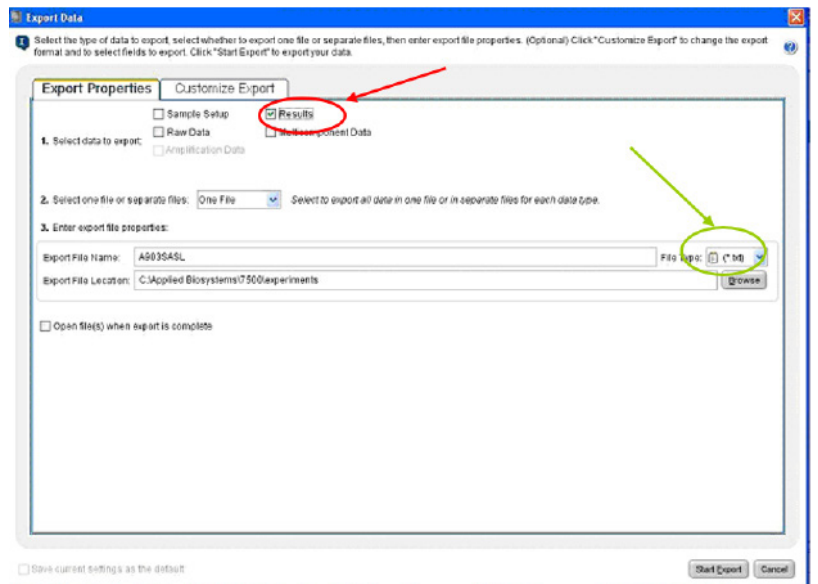 Export Data
Select the type of data to export, select whether to export one file or separate files, then enter export file properties. (Optional) Click "Customize Export" to change the export
format and to select fields to export. Click "Start Export" to export your data.
Export Properties Customize Export
Sample Setup Results
1. Select data to export: Raw Data Multicomponent Data
Amplification Data
2. Select one file or separate files: One File Select to export all data in one file or in separate files for each data type.
3. Enter export file properties:
Export File Name: A903SASL File Type: (*.txt)
Export File Location: C:\Applied Biosystems\7500\experiments Browse
Open file(s) when export is complete
Save current settings as the default Start Export Cancel